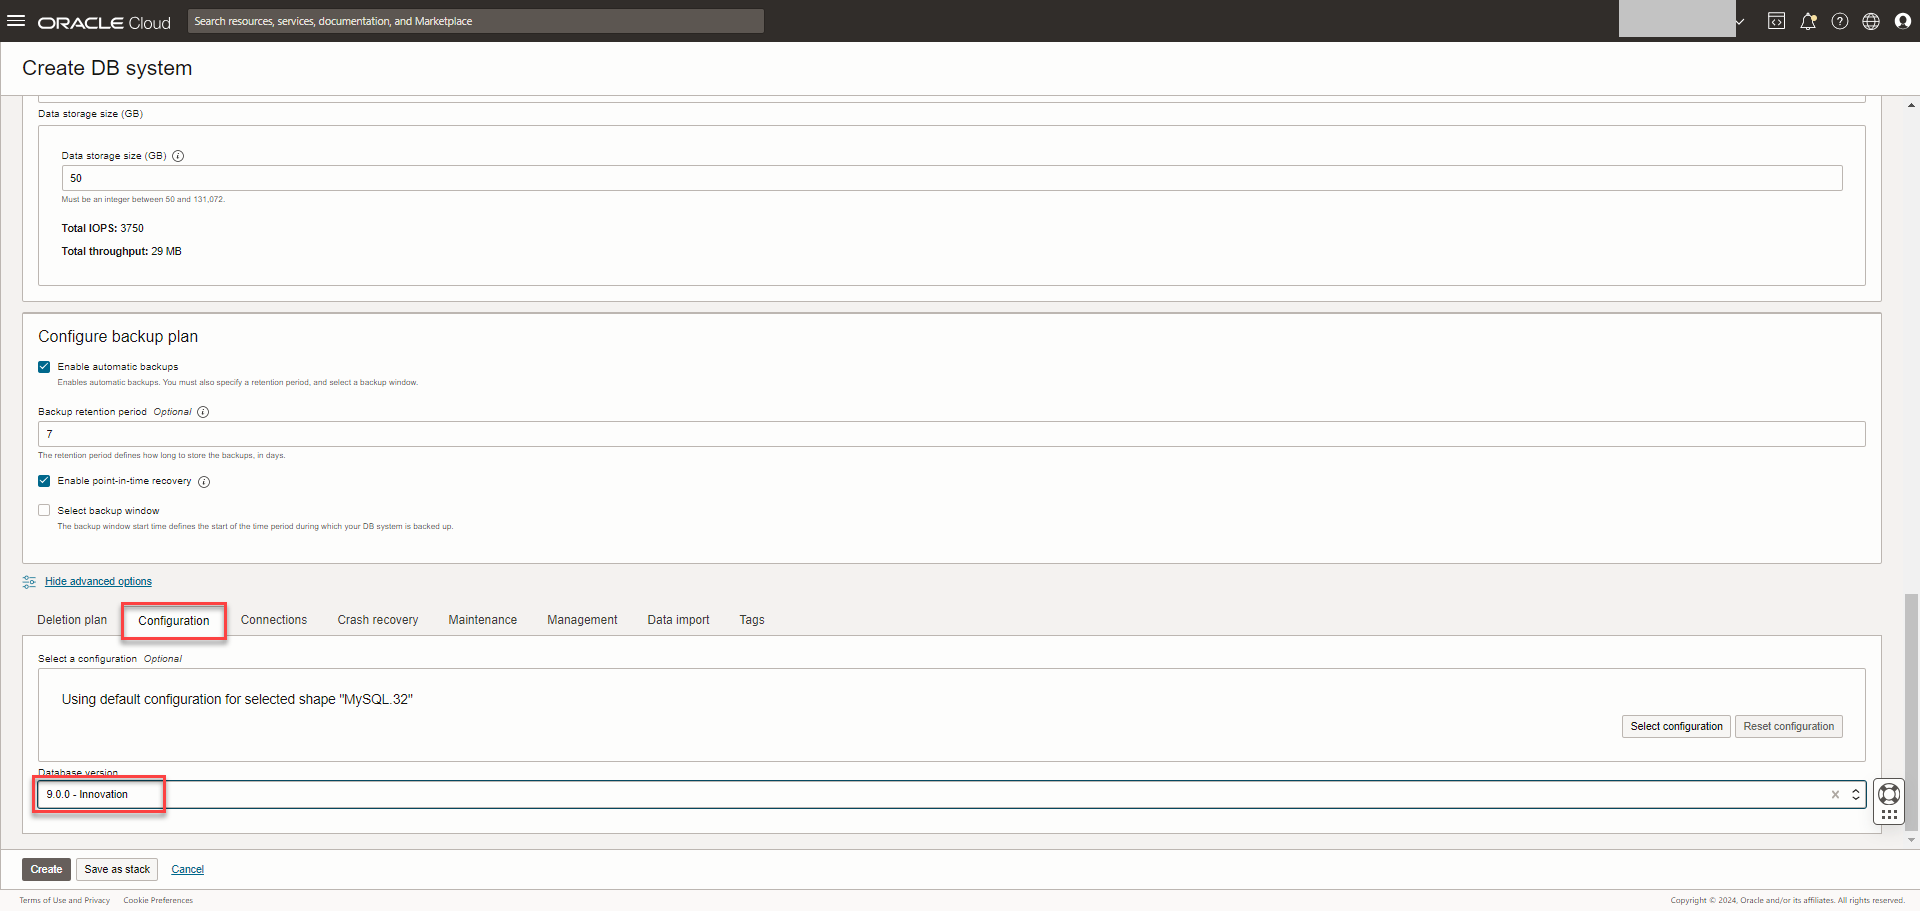 ORACLE Cloud
Search resources, services, documentation, and Marketplace
Create DB system
Data storage size (GB)
Data storage size (GB)
50
Must be an integer between 50 and 131,072.
Total IOPS: 3750
Total throughput: 29 MB
Configure backup plan
Enable automatic backups
Enables automatic backups. You must also specify a retention period, and select a backup window.
Backup retention period Optional
7
The retention period defines how long to store the backups, in days.
Enable point-in-time recovery
Select backup window
The backup window start time defines the start of the time period during which your DB system is backed up.
Hide advanced options
Deletion plan Configuration Connections Crash recovery Maintenance Management Data import Tags
Select a configuration Optional
Using default configuration for selected shape "MySQL.32"
Select configuration Reset configuration
Database version
9.0.0 - Innovation
Create Save as stack Cancel
Terms of Use and Privacy Cookie Preferences
Copyright © 2024, Oracle and/or its affiliates. All rights reserved.